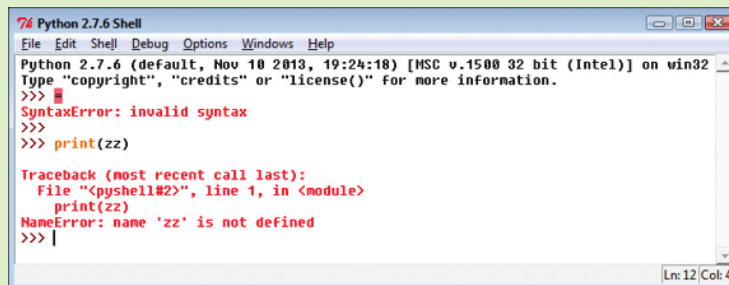 Python 2.7.6 Shell
File Edit Shell Debug Options Windows Help
Python 2.7.6 (default, Nov 10 2013, 19:24:18) [MSC v.1500 32 bit (Intel)] on win32
Type "copyright", "credits" or "license()" for more information.
>>> =
SyntaxError: invalid syntax
>>>
>>> print(zz)
Traceback (most recent call last):
  File "<pyshell#2>", line 1, in <module>
    print(zz)
NameError: name 'zz' is not defined
>>>
Ln: 12 Col: 4